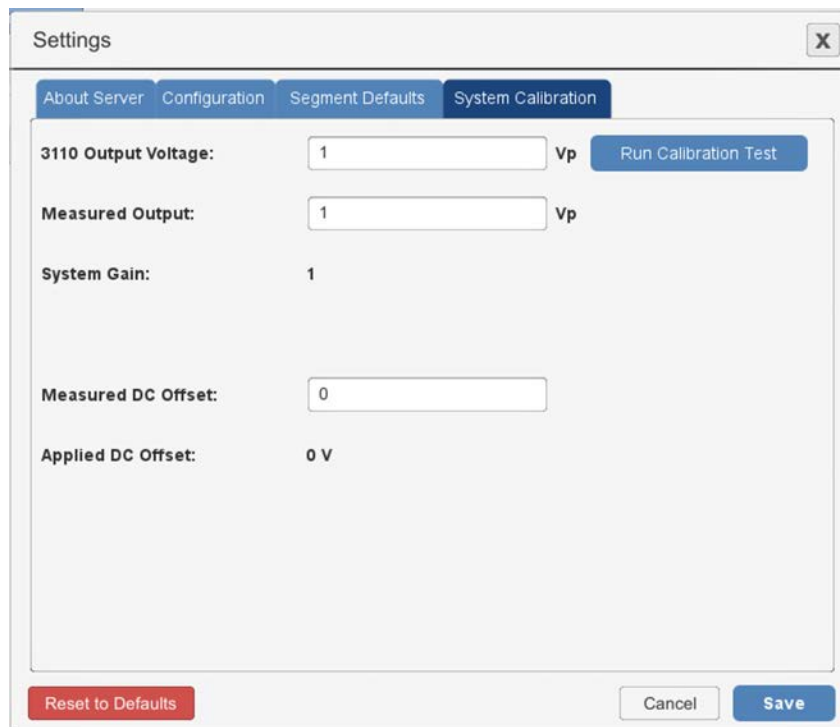 Settings
X
About Server Configuration Segment Defaults System Calibration
3110 Output Voltage: 1 Vp Run Calibration Test
Measured Output: 1 Vp
System Gain: 1
Measured DC Offset: 0
Applied DC Offset: 0 V
Reset to Defaults Cancel Save